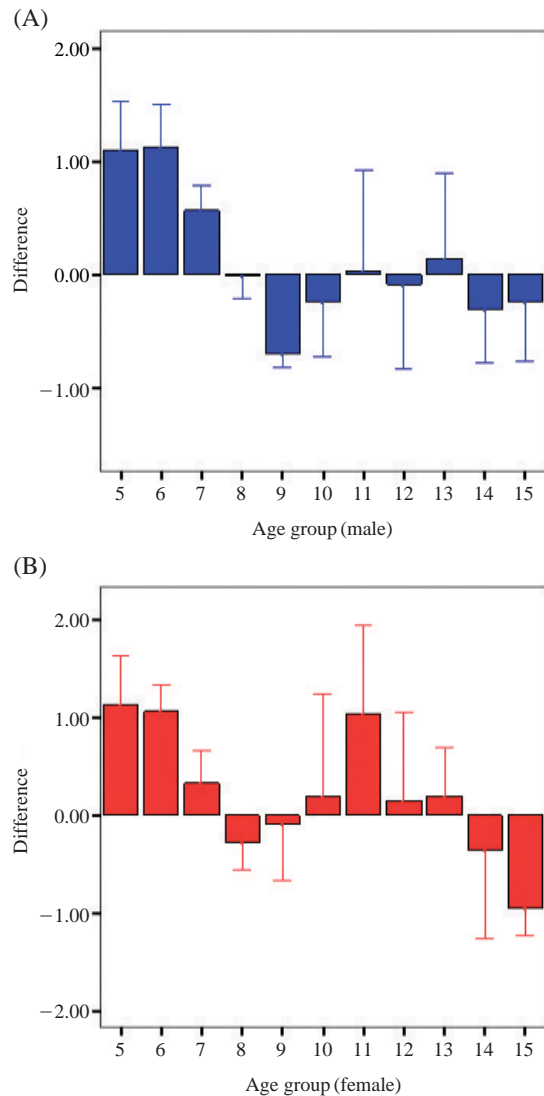 (A)
2.00
1.00
0.00
−1.00
Difference
5 6 7 8 9 10 11 12 13 14 15
Age group (male)
(B)
2.00
1.00
0.00
−1.00
−2.00
Difference
5 6 7 8 9 10 11 12 13 14 15
Age group (female)